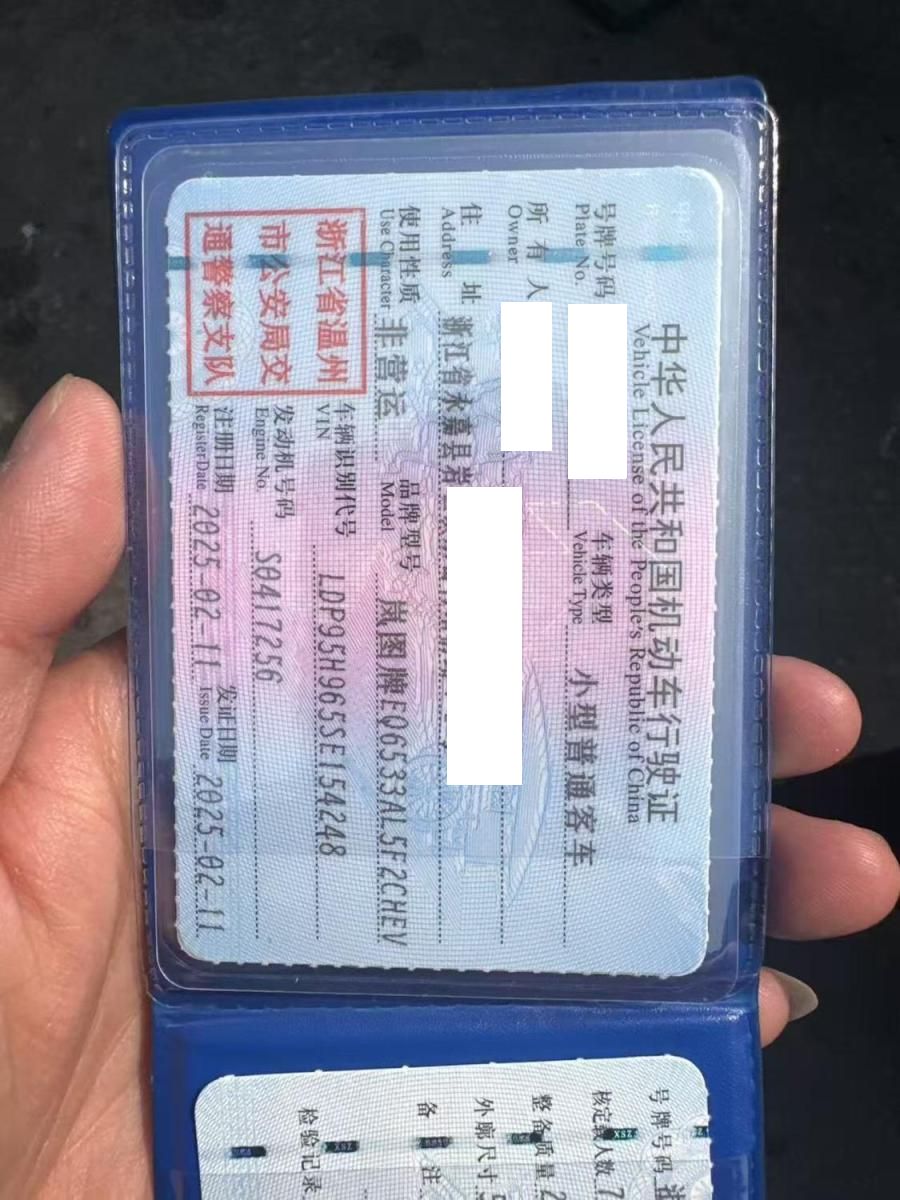 中华人民共和国机动车行驶证
Vehicle License of the People's Republic of China
号牌号码
Plate No.
车辆类型
Vehicle Type
小型普通客车
所有人
Owner
住址
Address
浙江省永嘉县岩
使用性质
Use Character
非营运
品牌型号
Model
岚图牌EQ6533AL5F2CHEV
浙江省温州
市公安局交
通警察支队
车辆识别代号
VIN
LDP95H965SE154248
发动机号码
Engine No.
S0417256
注册日期
Register Date
2025-02-11
发证日期
Issue Date
2025-02-11
号牌号码
核定载人数 7
整备质量 2
外廓尺寸 5
备注
检验记录
XSZ